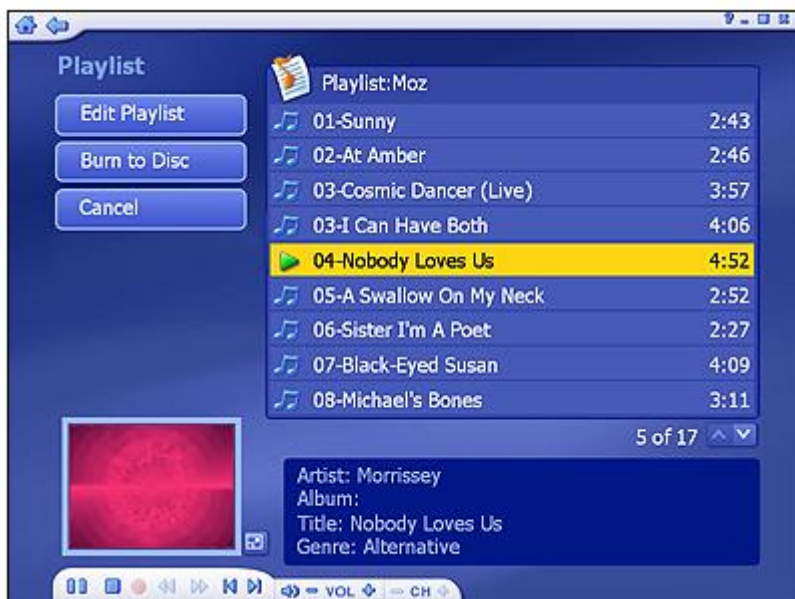 Playlist
Edit Playlist
Burn to Disc
Cancel
Playlist:Moz
01-Sunny 2:43
02-At Amber 2:46
03-Cosmic Dancer (Live) 3:57
03-I Can Have Both 4:06
04-Nobody Loves Us 4:52
05-A Swallow On My Neck 2:52
06-Sister I'm A Poet 2:27
07-Black-Eyed Susan 4:09
08-Michael's Bones 3:11
5 of 17
Artist: Morrissey
Album:
Title: Nobody Loves Us
Genre: Alternative
VOL CH